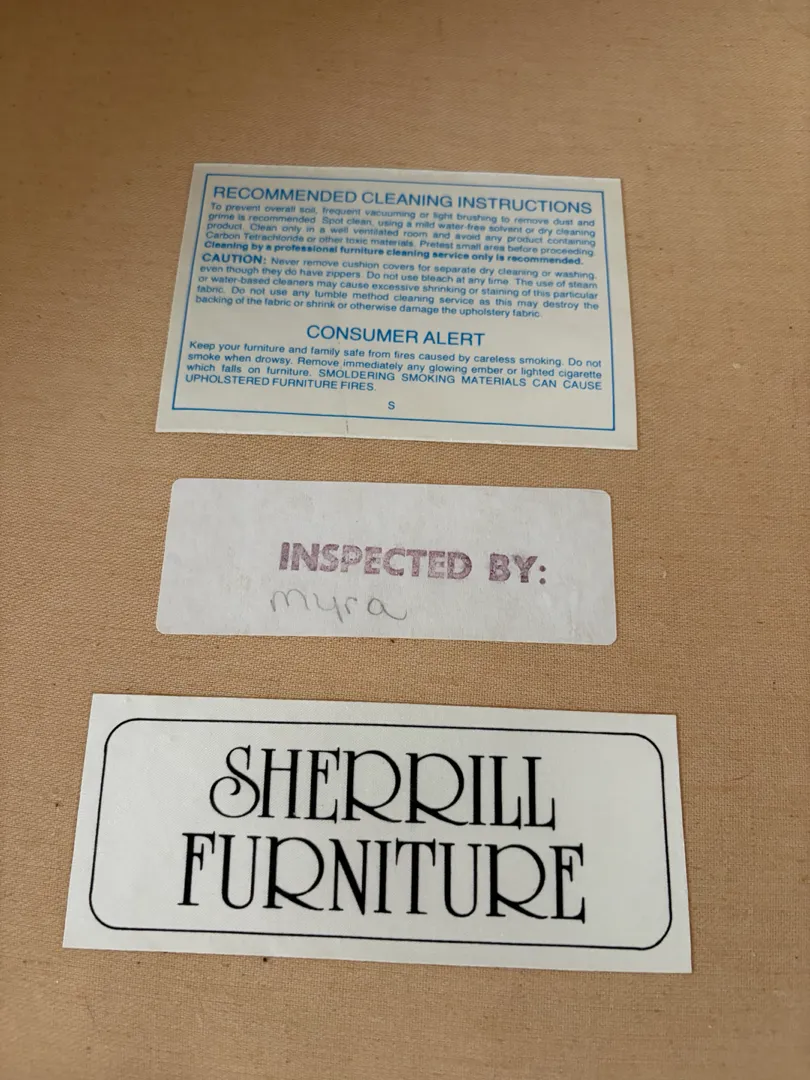 RECOMMENDED CLEANING INSTRUCTIONS
To prevent overall soil, frequent vacuuming or light brushing to remove dust and
grime is recommended. Spot clean, using a mild water-free solvent or dry cleaning
product. Clean only in a well ventilated room and avoid any product containing
Carbon Tetrachloride or other toxic materials. Pretest small area before proceeding.
Cleaning by a professional furniture cleaning service only is recommended.
CAUTION: Never remove cushion covers for separate dry cleaning or washing,
even though they do have zippers. Do not use bleach at any time. The use of steam
or water-based cleaners may cause excessive shrinking or staining of this particular
fabric. Do not use any tumble method cleaning service as this may destroy the
backing of the fabric or shrink or otherwise damage the upholstery fabric.
CONSUMER ALERT
Keep your furniture and family safe from fires caused by careless smoking. Do not
smoke when drowsy. Remove immediately any glowing ember or lighted cigarette
which falls on furniture. SMOLDERING SMOKING MATERIALS CAN CAUSE
UPHOLSTERED FURNITURE FIRES.
S
INSPECTED BY:
myra
SHERRILL
FURNITURE